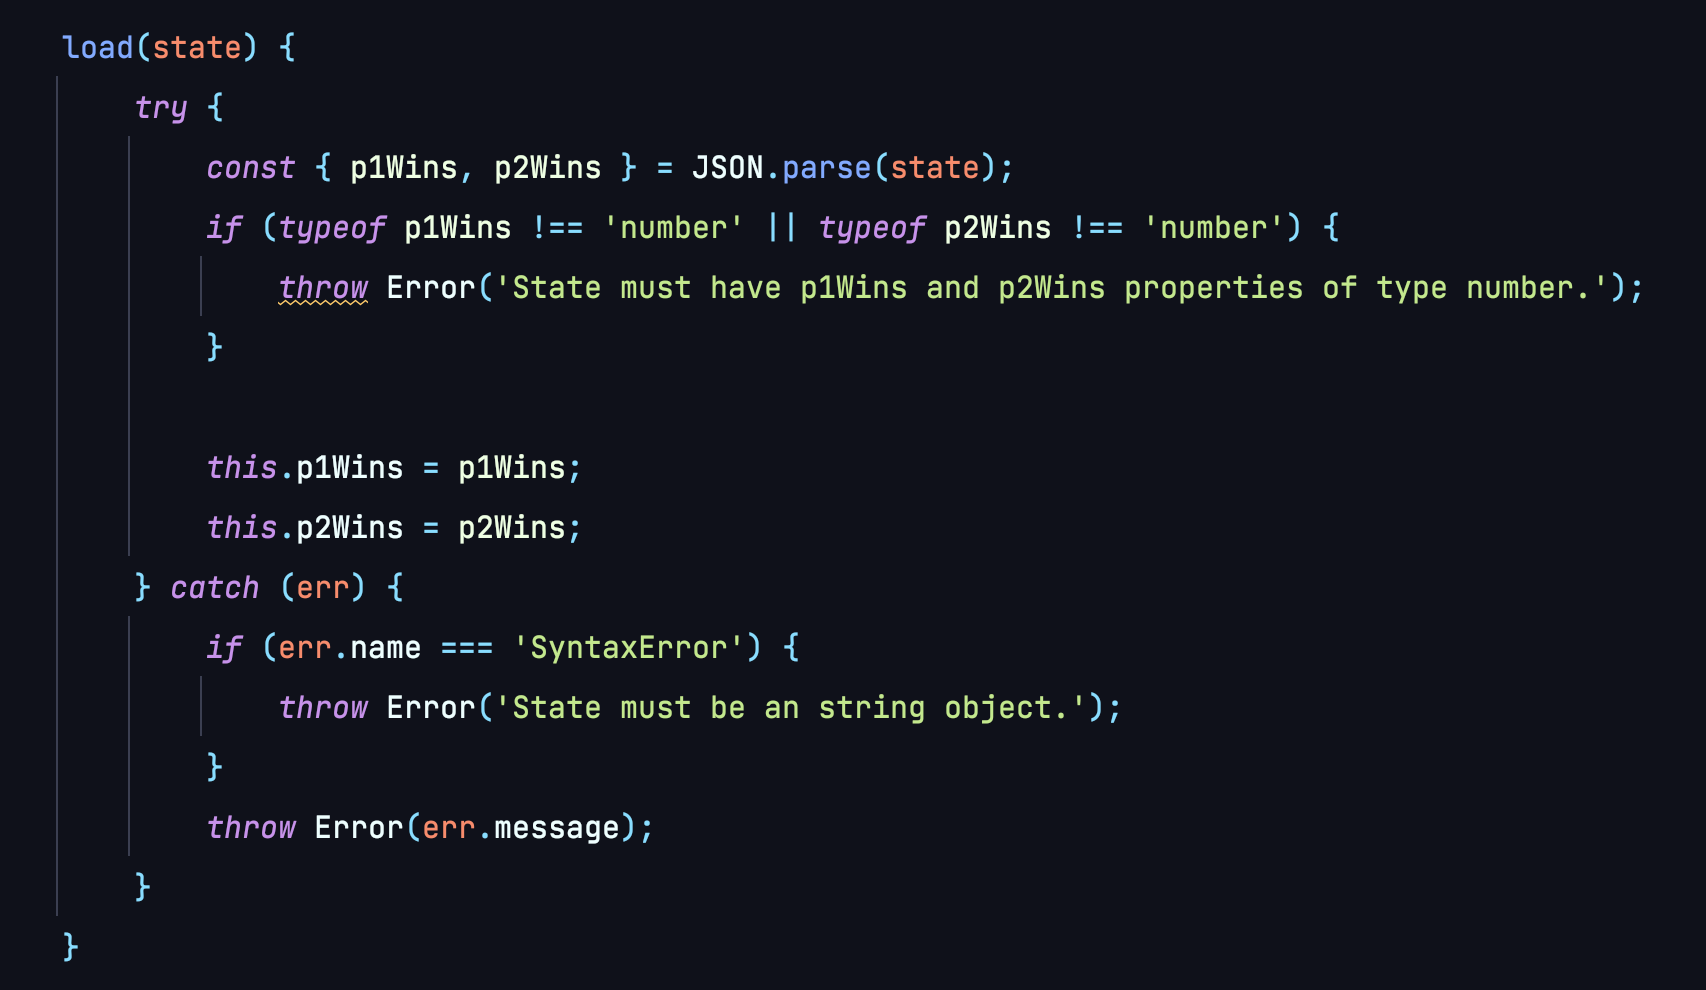 load(state) {
    try {
        const { p1Wins, p2Wins } = JSON.parse(state);
        if (typeof p1Wins !== 'number' || typeof p2Wins !== 'number') {
            throw Error('State must have p1Wins and p2Wins properties of type number.');
        }

        this.p1Wins = p1Wins;
        this.p2Wins = p2Wins;
    } catch (err) {
        if (err.name === 'SyntaxError') {
            throw Error('State must be an string object.');
        }
        throw Error(err.message);
    }
}